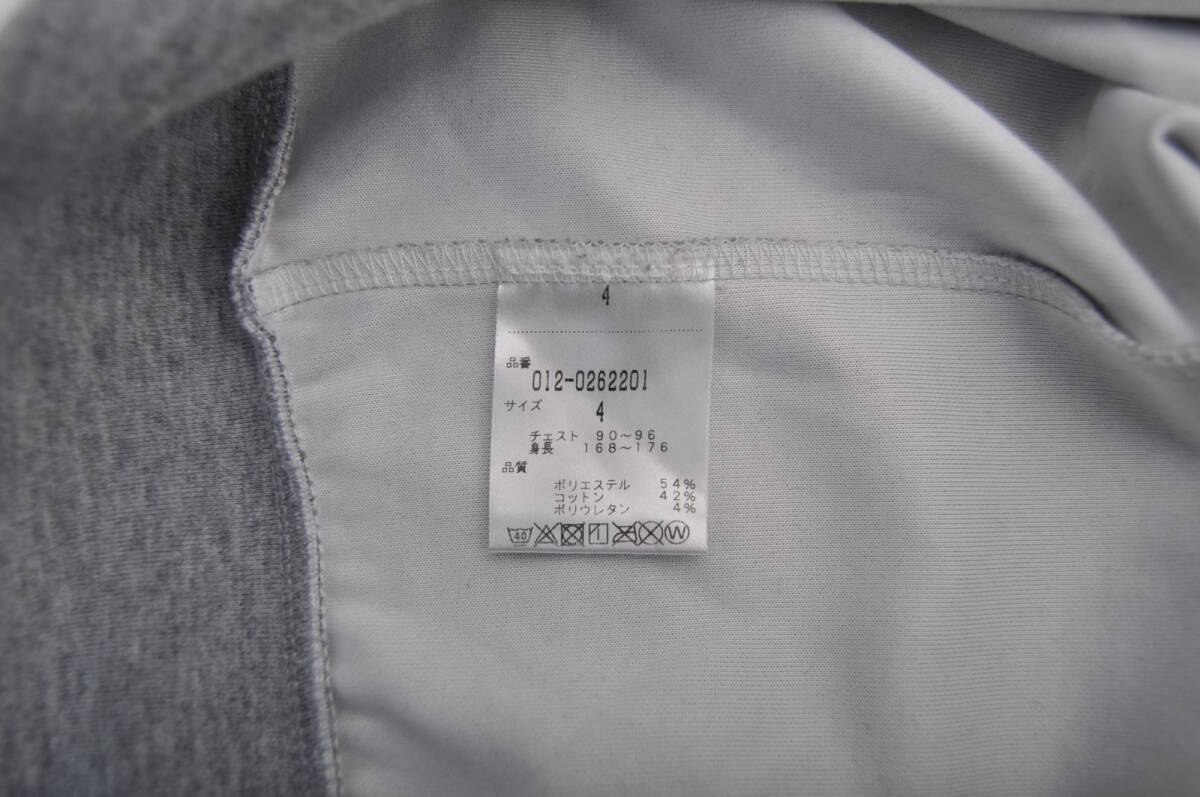 4
品番
012-0262201
サイズ 4
チェスト 90～96
身長 168～176
品質
ポリエステル 54%
コットン 42%
ポリウレタン 4%
40 W